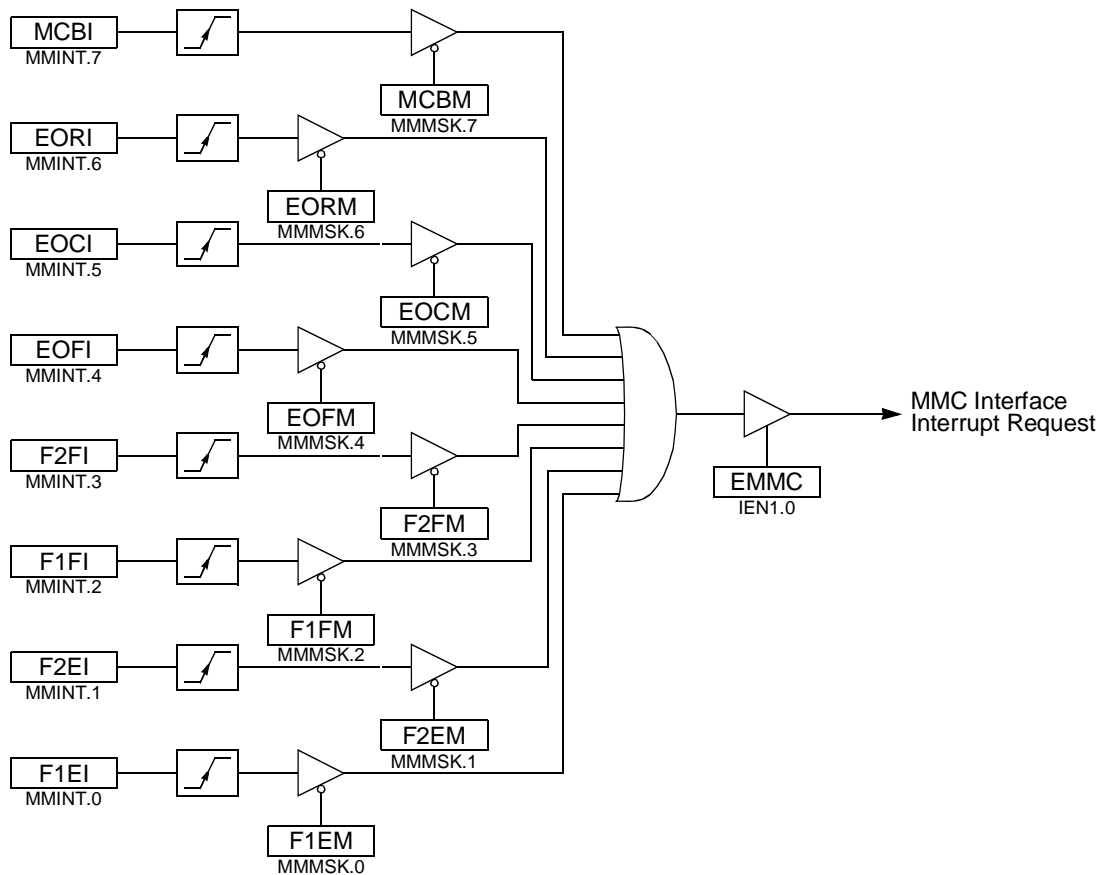 MCBI
MMINT.7
MCBM
MMMSK.7
EORI
MMINT.6
EORM
MMMSK.6
EOCI
MMINT.5
EOCM
MMMSK.5
EOFI
MMINT.4
EOFM
MMMSK.4
MMC Interface
Interrupt Request
EMMC
IEN1.0
F2FI
MMINT.3
F2FM
MMMSK.3
F1FI
MMINT.2
F1FM
MMMSK.2
F2EI
MMINT.1
F2EM
MMMSK.1
F1EI
MMINT.0
F1EM
MMMSK.0